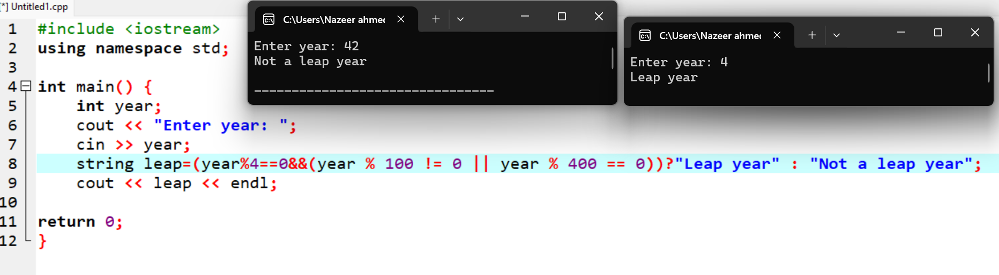 [*] Untitled1.cpp
1 #include <iostream>
2 using namespace std;
3
4 int main() {
5 int year;
6 cout << "Enter year: ";
7 cin >> year;
8 string leap=(year%4==0&&(year % 100 != 0 || year % 400 == 0))?"Leap year" : "Not a leap year";
9 cout << leap << endl;
10
11 return 0;
12 }
C:\Users\Nazeer ahmed
Enter year: 42
Not a leap year
--------------------------------
C:\Users\Nazeer ahmed
Enter year: 4
Leap year